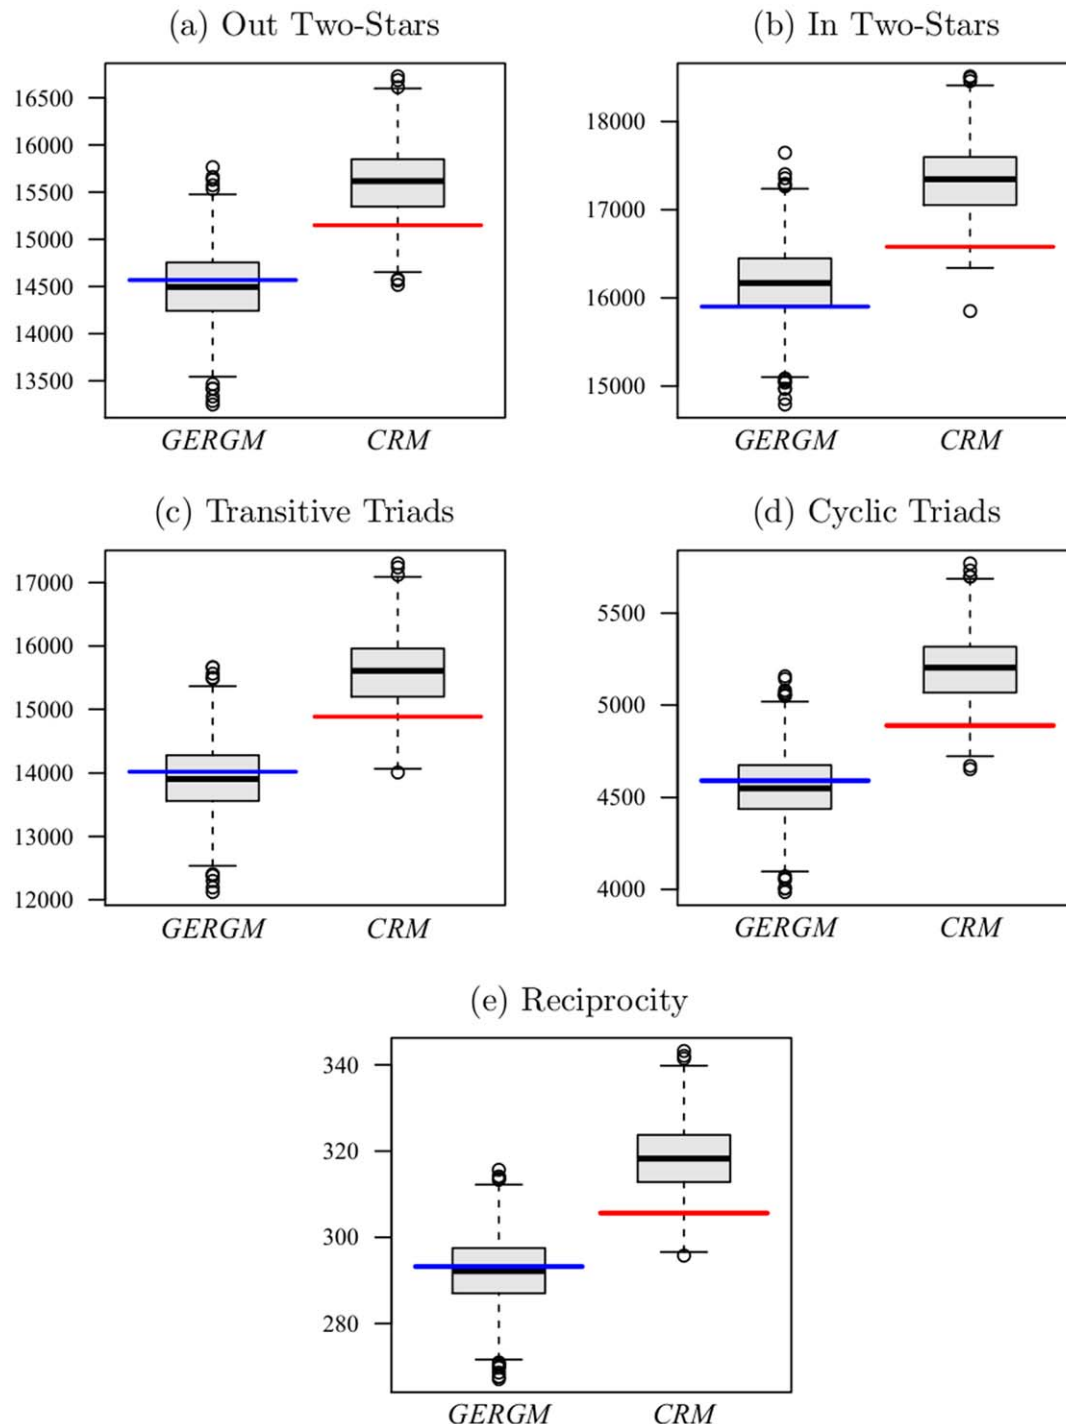 (a) Out Two-Stars
16500
16000
15500
15000
14500
14000
13500
GERGM CRM
(b) In Two-Stars
18000
17000
16000
15000
GERGM CRM
(c) Transitive Triads
17000
16000
15000
14000
13000
12000
GERGM CRM
(d) Cyclic Triads
5500
5000
4500
4000
GERGM CRM
(e) Reciprocity
340
320
300
280
GERGM CRM